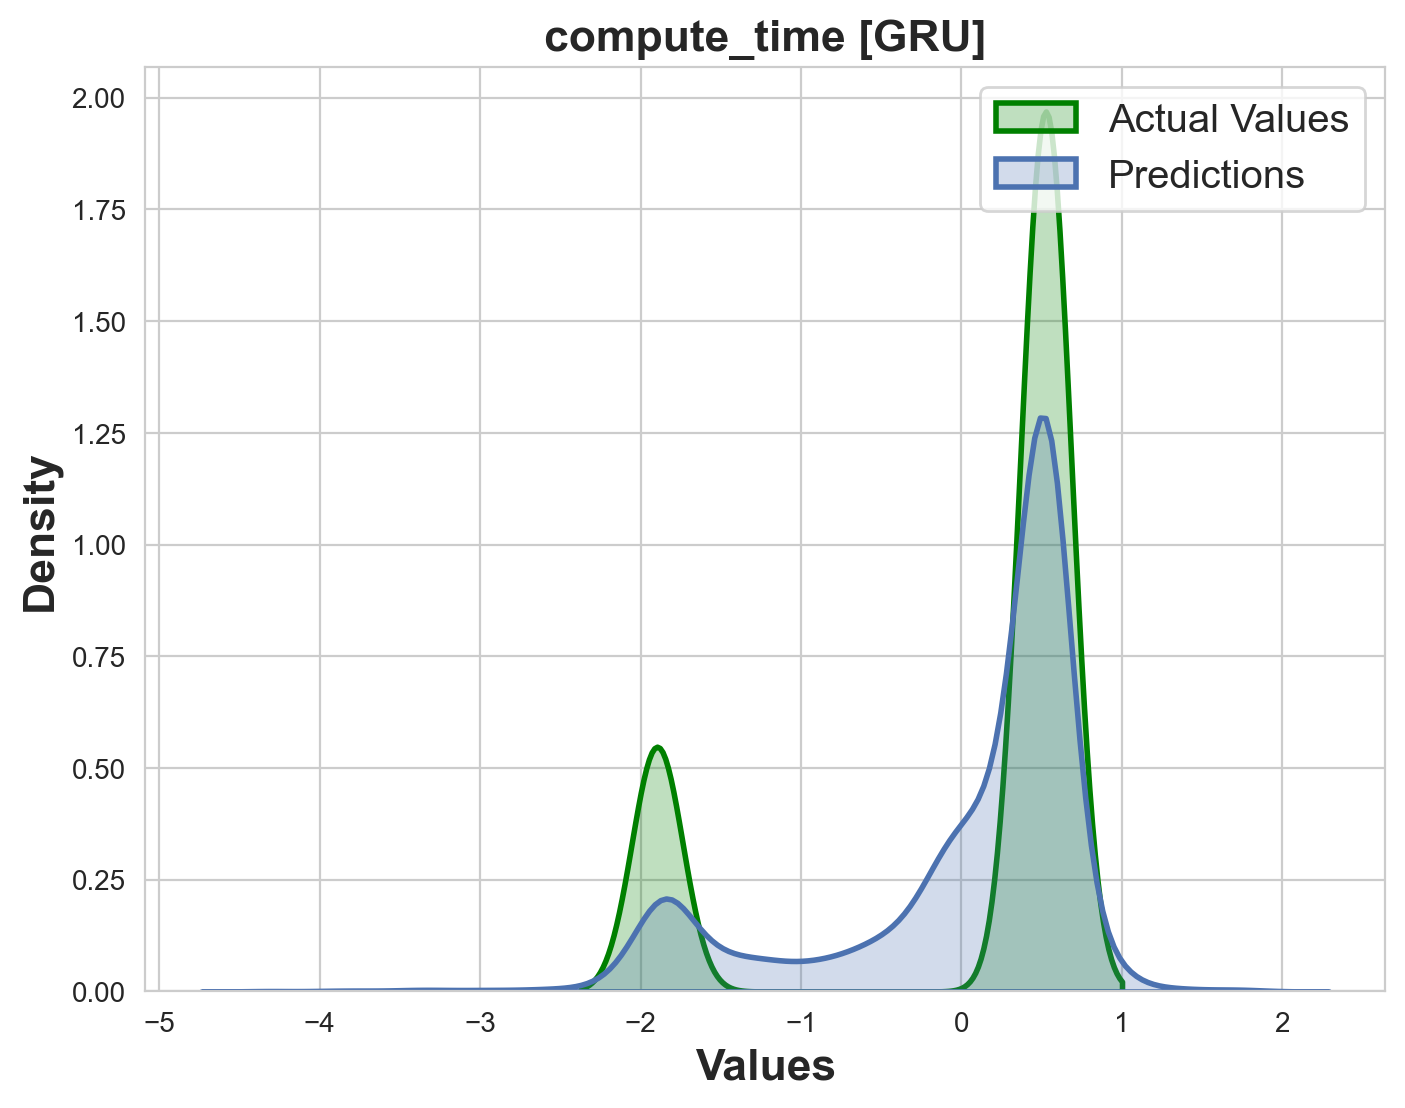 compute_time [GRU]
2.00
1.75
1.50
1.25
1.00
0.75
0.50
0.25
0.00
Density
Actual Values
Predictions
−5 −4 −3 −2 −1 0 1 2
Values